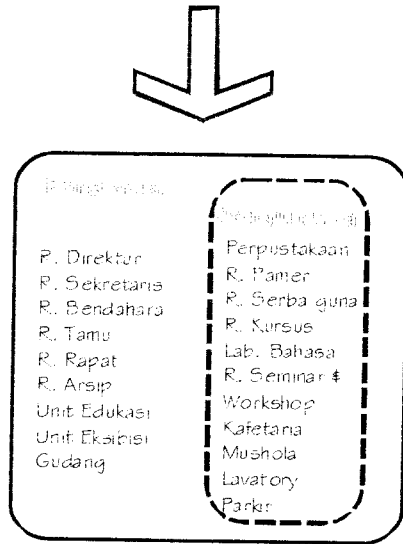 R. Direktur
R. Sekretaris
R. Bendahara
R. Tamu
R. Rapat
R. Arsip
Unit Edukasi
Unit Eksibisi
Gudang
Perpustakaan
R. Pamer
R. Serba guna
R. Kursus
Lab. Bahasa
R. Seminar &
Workshop
Kafetaria
Mushola
Lavatory
Parkir